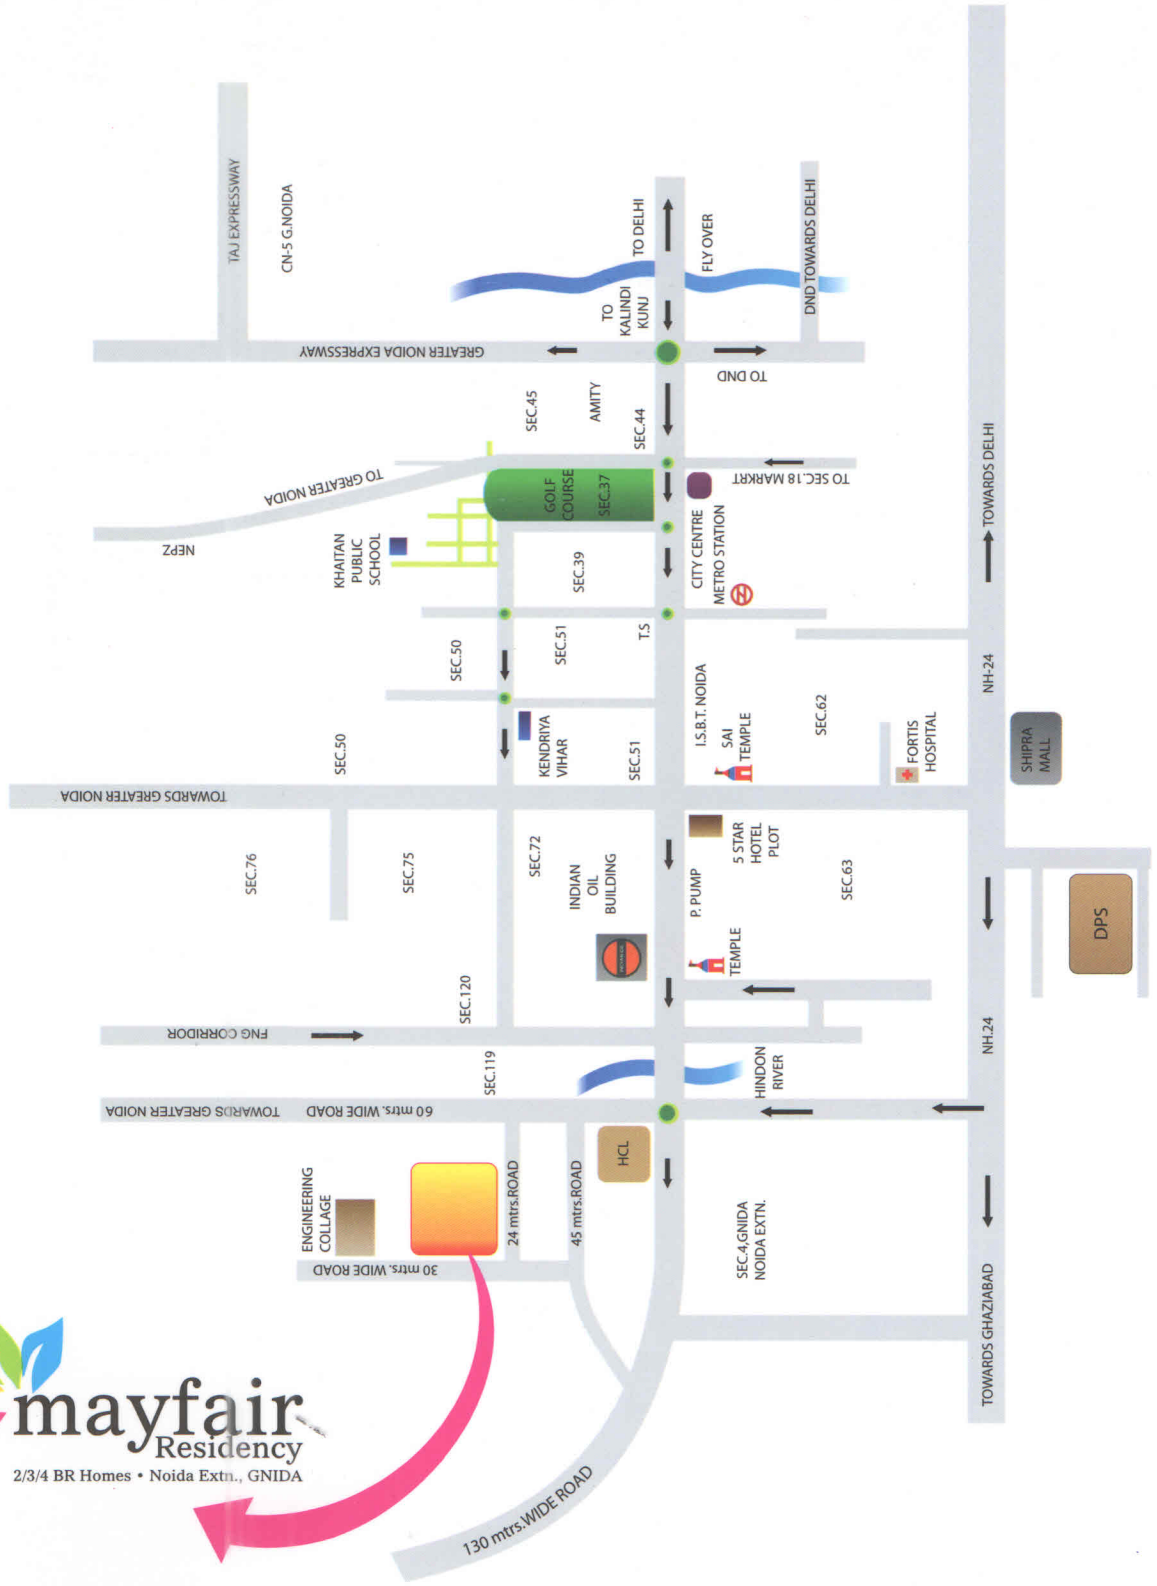 TAJ EXPRESSWAY
CN-5 G.NOIDA
GREATER NOIDA EXPRESSWAY
TO DELHI
TO
KALINDI
KUNJ
FLY OVER
DND TOWARDS DELHI
TO DND
SEC.45
AMITY
SEC.44
TO GREATER NOIDA
NEPZ
GOLF
COURSE
SEC.37
TO SEC.18 MARKRT
KHAITAN
PUBLIC
SCHOOL
SEC.39
CITY CENTRE
METRO STATION
TOWARDS DELHI
SEC.50
SEC.51
T.S
NH-24
SEC.50
KENDRIYA
VIHAR
SEC.51
I.S.B.T. NOIDA
SAI
TEMPLE
SEC.62
FORTIS
HOSPITAL
SHIPRA
MALL
TOWARDS GREATER NOIDA
SEC.76
SEC.75
SEC.72
INDIAN
OIL
BUILDING
P. PUMP
5 STAR
HOTEL
PLOT
SEC.63
TEMPLE
DPS
SEC.120
FNG CORRIDOR
SEC.119
HINDON
RIVER
NH.24
TOWARDS GREATER NOIDA
60 mtrs. WIDE ROAD
ENGINEERING
COLLAGE
24 mtrs.ROAD
45 mtrs.ROAD
HCL
30 mtrs. WIDE ROAD
SEC.4,GNIDA
NOIDA EXTN.
TOWARDS GHAZIABAD
130 mtrs.WIDE ROAD
mayfair
Residency
2/3/4 BR Homes • Noida Extn., GNIDA